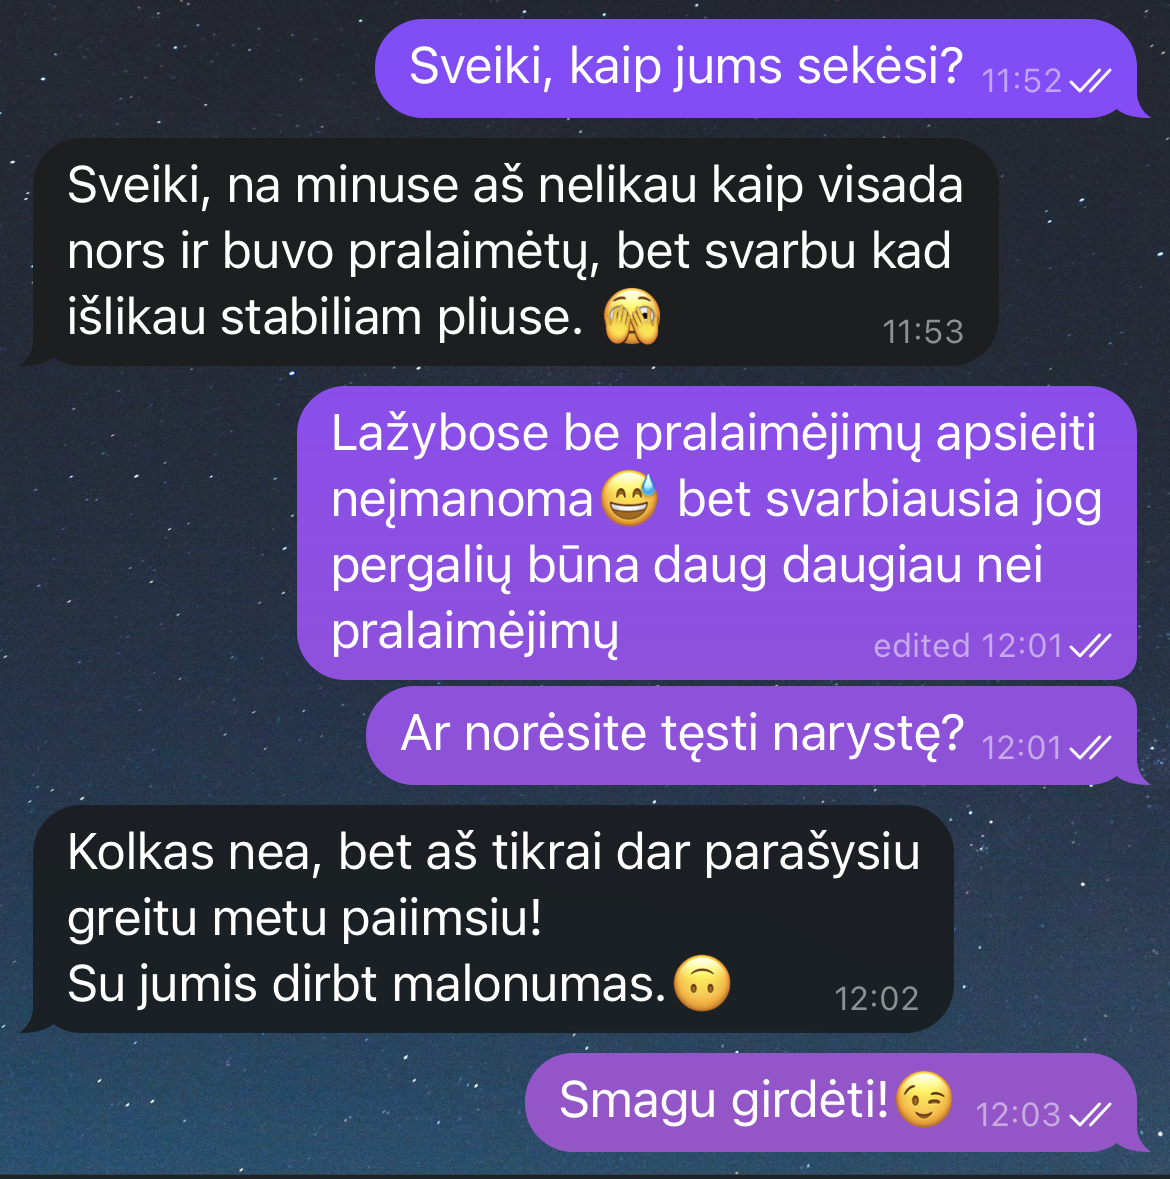 Sveiki, kaip jums sekėsi? 11:52
Sveiki, na minuse aš nelikau kaip visada
nors ir buvo pralaimėtų, bet svarbu kad
išlikau stabiliam pliuse. 🫣
11:53
Lažybose be pralaimėjimų apsieiti
neįmanoma😅 bet svarbiausia jog
pergalių būna daug daugiau nei
pralaimėjimų
edited 12:01
Ar norėsite tęsti narystę? 12:01
Kolkas nea, bet aš tikrai dar parašysiu
greitu metu paiimsiu!
Su jumis dirbt malonumas.🙃
12:02
Smagu girdėti!😉 12:03